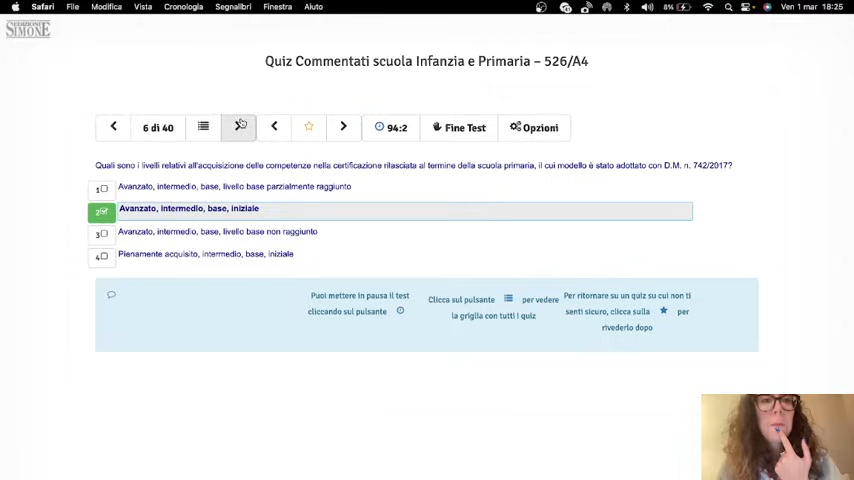 Safari File Modifica Vista Cronologia Segnalibri Finestra Aiuto 8% Ven 1 mar 18:25
EDIZIONI
SIMONE
Quiz Commentati scuola Infanzia e Primaria – 526/A4
6 di 40 94:2 Fine Test Opzioni
Quali sono i livelli relativi all'acquisizione delle competenze nella certificazione rilasciata al termine della scuola primaria, il cui modello è stato adottato con D.M. n. 742/2017?
1 Avanzato, intermedio, base, livello base parzialmente raggiunto
2 Avanzato, intermedio, base, iniziale
3 Avanzato, intermedio, base, livello base non raggiunto
4 Pienamente acquisito, intermedio, base, iniziale
Puoi mettere in pausa il test
cliccando sul pulsante
Clicca sul pulsante per vedere
la griglia con tutti i quiz
Per ritornare su un quiz su cui non ti
senti sicuro, clicca sulla per
rivederlo dopo